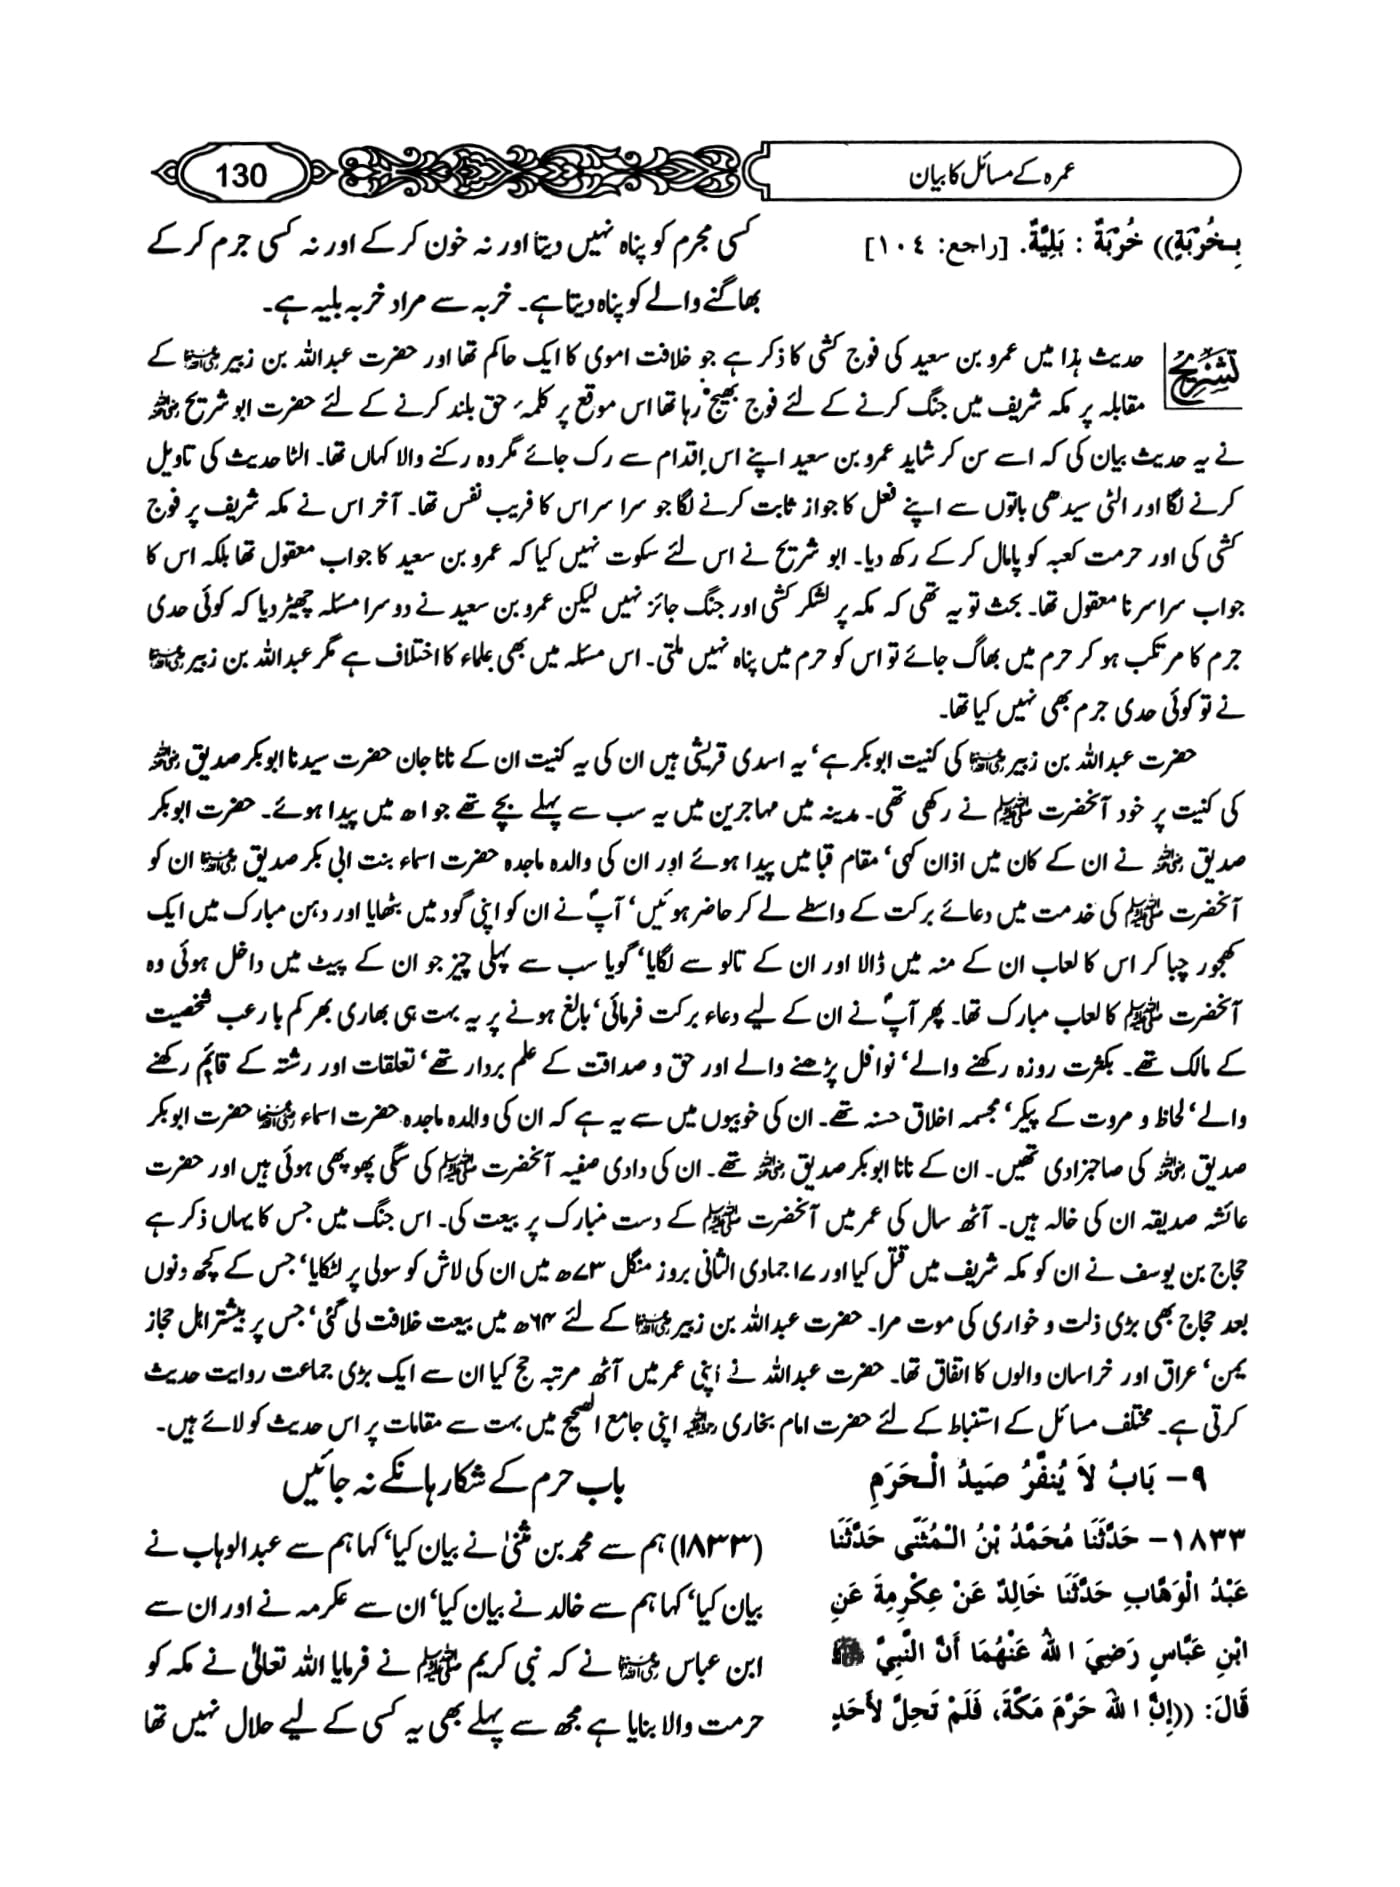 عمرہ کے مسائل کا بیان
130
بِخُرْبَةٍ)) خُرْبَةٌ : بَلِيَّةٌ. [راجع: ١٠٤]
کسی مجرم کو پناہ نہیں دیتا اور نہ خون کر کے اور نہ کسی جرم کر کے
بھاگنے والے کو پناہ دیتا ہے۔ خربہ سے مراد خربہ بلیہ ہے۔
تشریح
حدیث ہذا میں عمرو بن سعید کی فوج کشی کا ذکر ہے جو خلافت اموی کا ایک حاکم تھا اور حضرت عبداللہ بن زبیر رضی اللہ عنہما کے
مقابلہ پر مکہ شریف میں جنگ کرنے کے لئے فوج بھیج رہا تھا اس موقع پر کلمۂ حق بلند کرنے کے لئے حضرت ابو شریح رضی اللہ عنہ
نے یہ حدیث بیان کی کہ اسے سن کر شاید عمرو بن سعید اپنے اس اقدام سے رک جائے مگر وہ رکنے والا کہاں تھا۔ الٹا حدیث کی تاویل
کرنے لگا اور الٹی سیدھی باتوں سے اپنے فعل کا جواز ثابت کرنے لگا جو سراسر اس کا فریب نفس تھا۔ آخر اس نے مکہ شریف پر فوج
کشی کی اور حرمت کعبہ کو پامال کر کے رکھ دیا۔ ابو شریح نے اس لئے سکوت نہیں کیا کہ عمرو بن سعید کا جواب معقول تھا بلکہ اس کا
جواب سراسر نامعقول تھا۔ بحث تو یہ تھی کہ مکہ پر لشکر کشی اور جنگ جائز نہیں لیکن عمرو بن سعید نے دوسرا مسئلہ چھیڑ دیا کہ کوئی حدی
جرم کا مرتکب ہو کر حرم میں بھاگ جائے تو اس کو حرم میں پناہ نہیں ملتی۔ اس مسئلہ میں بھی علماء کا اختلاف ہے مگر عبداللہ بن زبیر رضی اللہ عنہما
نے تو کوئی حدی جرم بھی نہیں کیا تھا۔
حضرت عبداللہ بن زبیر رضی اللہ عنہما کی کنیت ابوبکر ہے‘ یہ اسدی قریشی ہیں ان کی یہ کنیت ان کے نانا جان حضرت سیدنا ابوبکر صدیق رضی اللہ عنہ
کی کنیت پر خود آنحضرت ﷺ نے رکھی تھی۔ مدینہ میں مہاجرین میں یہ سب سے پہلے بچے تھے جو ۱ھ میں پیدا ہوئے۔ حضرت ابوبکر
صدیق رضی اللہ عنہ نے ان کے کان میں اذان کہی‘ مقام قبا میں پیدا ہوئے اور ان کی والدہ ماجدہ حضرت اسماء بنت ابی بکر صدیق رضی اللہ عنہما ان کو
آنحضرت ﷺ کی خدمت میں دعائے برکت کے واسطے لے کر حاضر ہوئیں‘ آپؐ نے ان کو اپنی گود میں بٹھایا اور دہن مبارک میں ایک
کھجور چبا کر اس کا لعاب ان کے منہ میں ڈالا اور ان کے تالو سے لگایا‘ گویا سب سے پہلی چیز جو ان کے پیٹ میں داخل ہوئی وہ
آنحضرت ﷺ کا لعاب مبارک تھا۔ پھر آپؐ نے ان کے لیے دعاء برکت فرمائی‘ بالغ ہونے پر یہ بہت ہی بھاری بھرکم بارعب شخصیت
کے مالک تھے۔ بکثرت روزہ رکھنے والے‘ نوافل پڑھنے والے اور حق و صداقت کے علم بردار تھے‘ تعلقات اور رشتہ کے قائم رکھنے
والے‘ لحاظ و مروت کے پیکر‘ مجسمہ اخلاق حسنہ تھے۔ ان کی خوبیوں میں سے یہ ہے کہ ان کی والدہ ماجدہ حضرت اسماء رضی اللہ عنہا حضرت ابوبکر
صدیق رضی اللہ عنہ کی صاحبزادی تھیں۔ ان کے نانا ابوبکر صدیق رضی اللہ عنہ تھے۔ ان کی دادی صفیہ آنحضرت ﷺ کی سگی پھوپھی ہوئی ہیں اور حضرت
عائشہ صدیقہ ان کی خالہ ہیں۔ آٹھ سال کی عمر میں آنحضرت ﷺ کے دست مبارک پر بیعت کی۔ اس جنگ میں جس کا یہاں ذکر ہے
حجاج بن یوسف نے ان کو مکہ شریف میں قتل کیا اور ۱۷ جمادی الثانی بروز منگل ۷۳ھ میں ان کی لاش کو سولی پر لٹکایا‘ جس کے کچھ دنوں
بعد حجاج بھی بڑی ذلت و خواری کی موت مرا۔ حضرت عبداللہ بن زبیر رضی اللہ عنہما کے لئے ۶۴ھ میں بیعت خلافت لی گئی‘ جس پر بیشتر اہل حجاز
یمن‘ عراق اور خراسان والوں کا اتفاق تھا۔ حضرت عبداللہ نے اپنی عمر میں آٹھ مرتبہ حج کیا ان سے ایک بڑی جماعت روایت حدیث
کرتی ہے۔ مختلف مسائل کے استنباط کے لئے حضرت امام بخاری رحمۃ اللہ علیہ اپنی جامع الصحیح میں بہت سے مقامات پر اس حدیث کو لائے ہیں۔
٩- بَابُ لاَ يُنَفَّرُ صَيدُ الْحَرَمِ
باب حرم کے شکار ہانکے نہ جائیں
١٨٣٣- حَدَّثَنَا مُحَمَّدُ بْنُ الْمُثَنَّى حَدَّثَنَا
عَبْدُ الْوَهَّابِ حَدَّثَنَا خَالِدٌ عَنْ عِكْرِمِةَ عَنِ
ابْنِ عَبَّاسٍ رَضِيَ اللهُ عَنْهُمَا أَنَّ النَّبِيَّ ﷺ
قَالَ: ((إِنَّ اللهَ حَرَّمَ مَكَّةَ، فَلَمْ تَحِلَّ لأَحَدٍ
(۱۸۳۳) ہم سے محمد بن مثنیٰ نے بیان کیا‘ کہا ہم سے عبدالوہاب نے
بیان کیا‘ کہا ہم سے خالد نے بیان کیا‘ ان سے عکرمہ نے اور ان سے
ابن عباس رضی اللہ عنہما نے کہ نبی کریم ﷺ نے فرمایا اللہ تعالیٰ نے مکہ کو
حرمت والا بنایا ہے مجھ سے پہلے بھی یہ کسی کے لیے حلال نہیں تھا